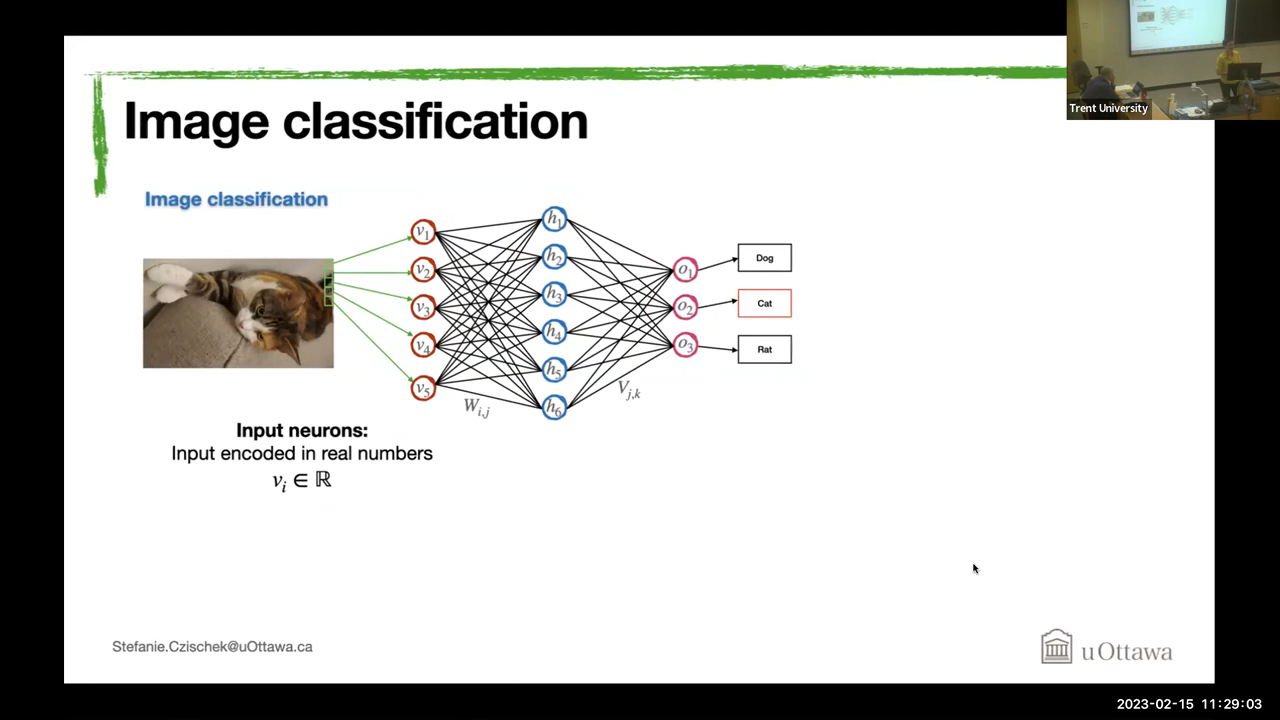 Trent University
Image classification
Image classification
v1
v2
v3
v4
v5
h1
h2
h3
h4
h5
h6
o1
o2
o3
Dog
Cat
Rat
Wi,j
Vj,k
Input neurons:
Input encoded in real numbers
vi ∈ ℝ
Stefanie.Czischek@uOttawa.ca
uOttawa
2023-02-15 11:29:03